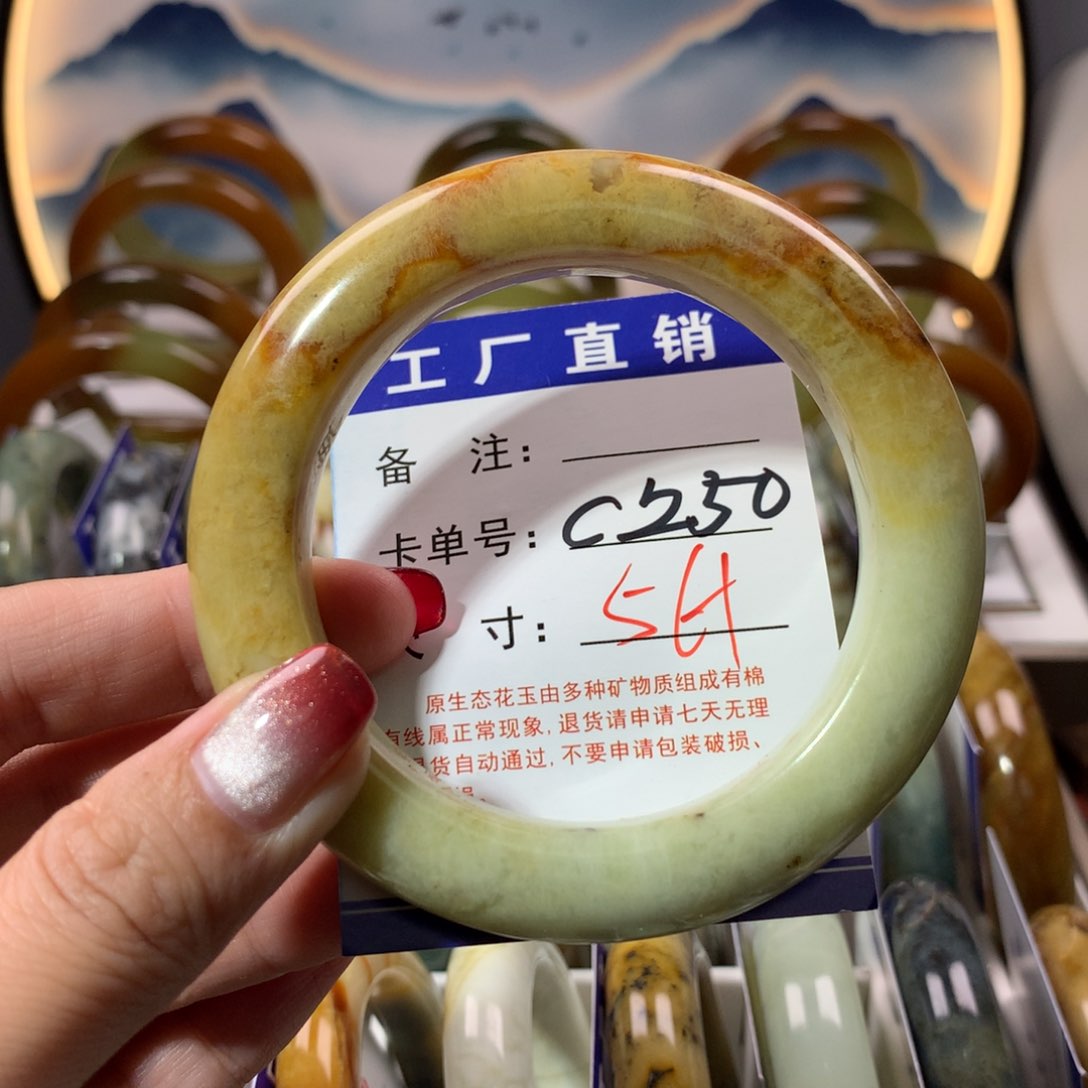 工厂直销
备 注：
卡单号：C250
寸：54
原生态花玉由多种矿物质组成有棉
有线属正常现象，退货请申请七天无理
货自动通过，不要申请包装破损、